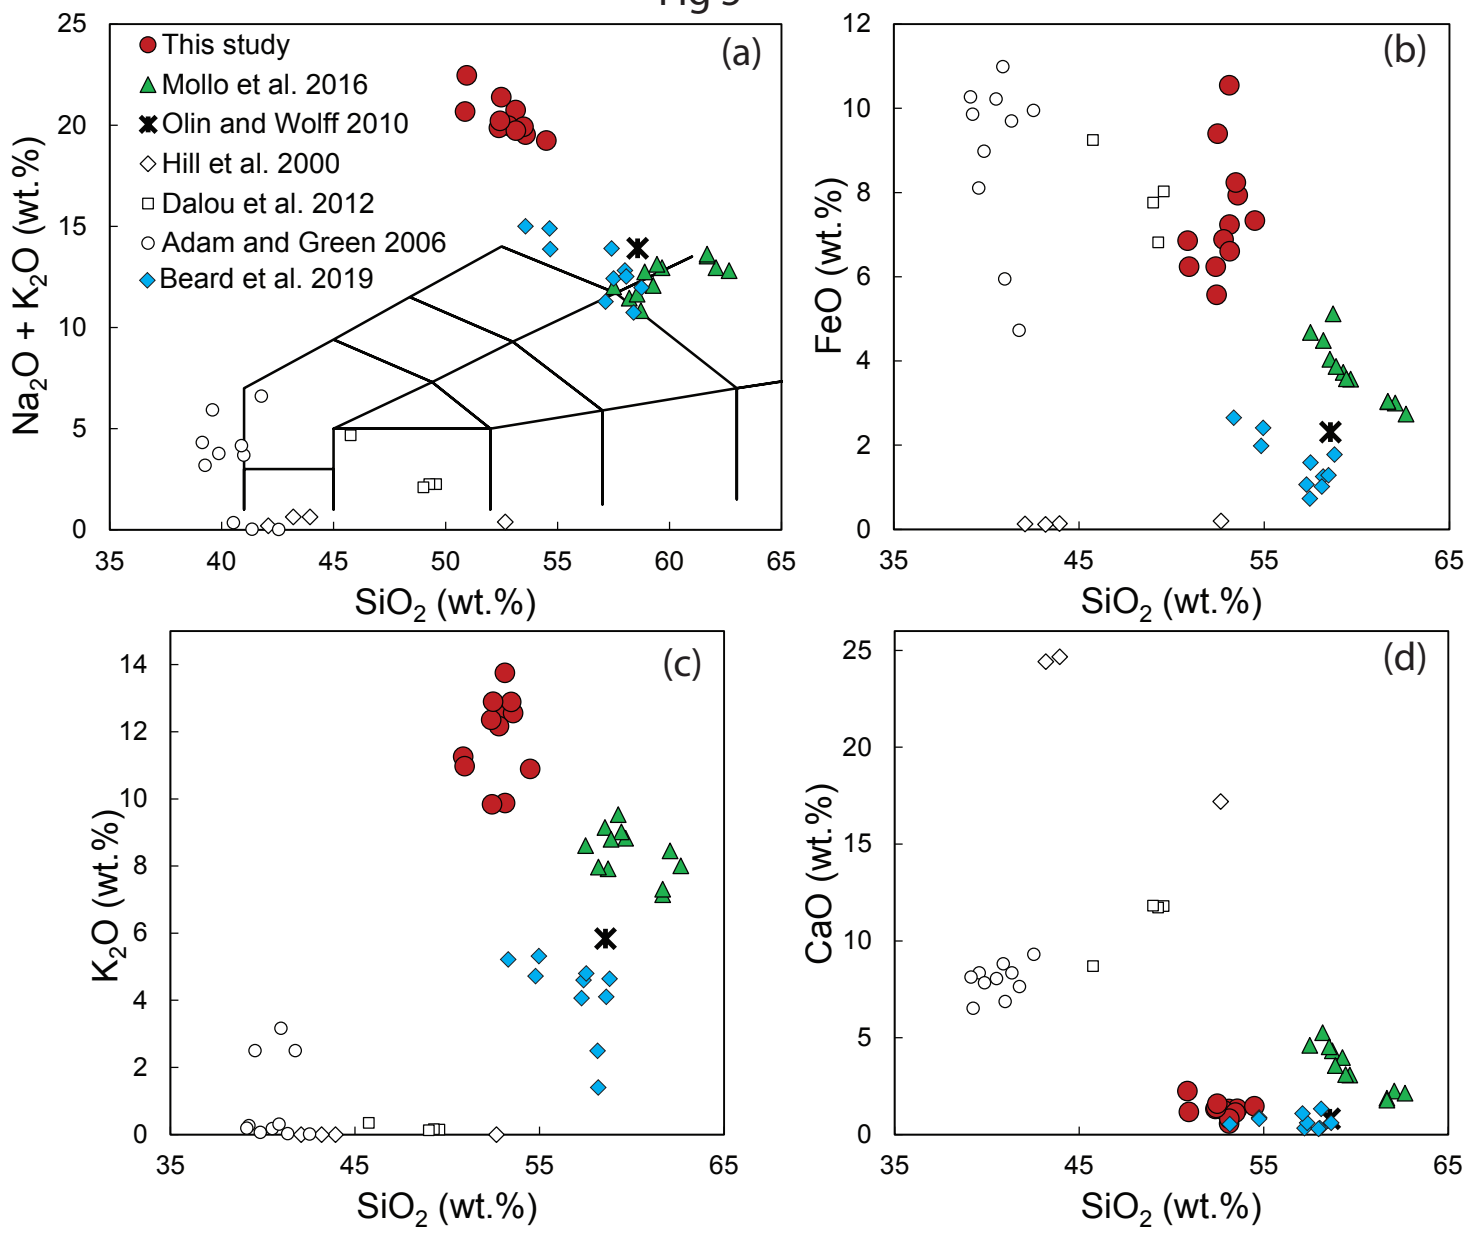 Fig 5
25
20
15
10
5
0
Na₂O + K₂O (wt.%)
This study
Mollo et al. 2016
Olin and Wolff 2010
Hill et al. 2000
Dalou et al. 2012
Adam and Green 2006
Beard et al. 2019
(a)
35 40 45 50 55 60 65
SiO₂ (wt.%)
12
10
8
6
4
2
0
FeO (wt.%)
(b)
35 45 55 65
SiO₂ (wt.%)
14
12
10
8
6
4
2
0
K₂O (wt.%)
(c)
35 45 55 65
SiO₂ (wt.%)
25
20
15
10
5
0
CaO (wt.%)
(d)
35 45 55 65
SiO₂ (wt.%)